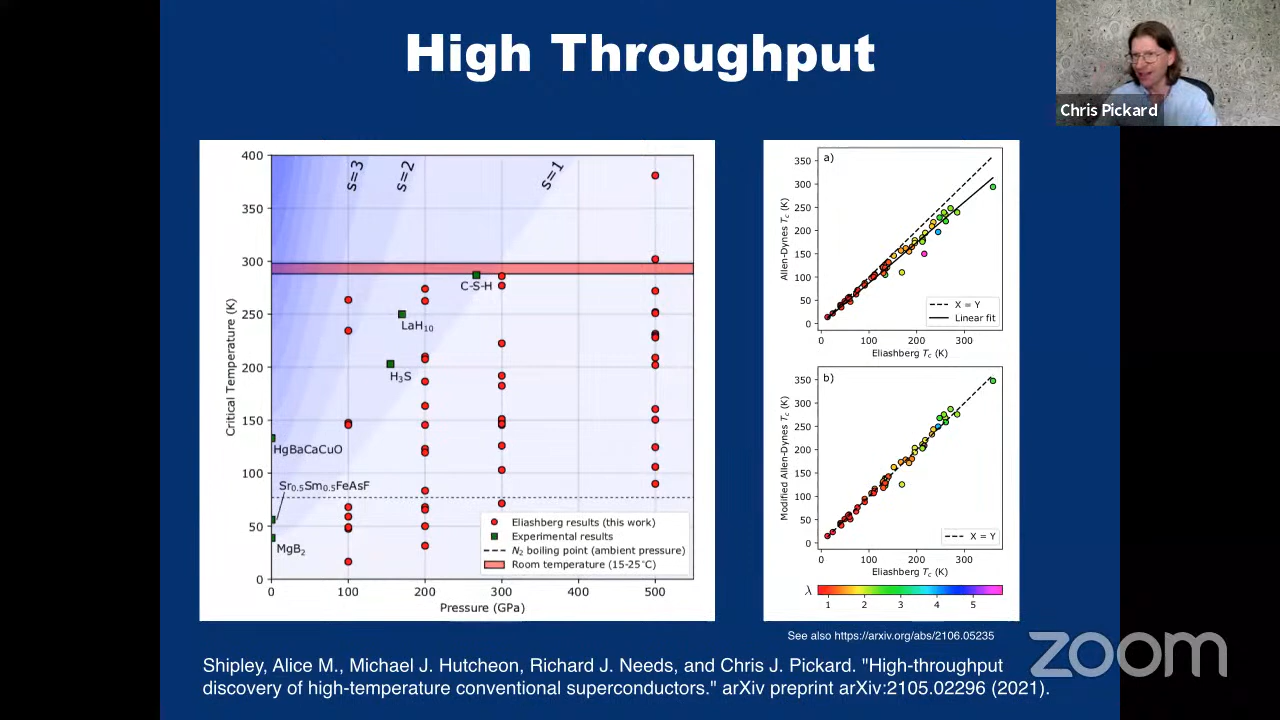 High Throughput
Chris Pickard
400
350
300
250
200
150
100
50
0
Critical Temperature (K)
s=3
s=2
s=1
C-S-H
LaH₁₀
H₃S
HgBaCaCuO
Sr₀.₅Sm₀.₅FeAsF
MgB₂
Eliashberg results (this work)
Experimental results
N₂ boiling point (ambient pressure)
Room temperature (15-25°C)
0 100 200 300 400 500
Pressure (GPa)
a)
350
300
250
200
150
100
50
0
Allen-Dynes Tc (K)
X = Y
Linear fit
0 100 200 300
Eliashberg Tc (K)
b)
350
300
250
200
150
100
50
0
Modified Allen-Dynes Tc (K)
X = Y
0 100 200 300
Eliashberg Tc (K)
λ
1 2 3 4 5
See also https://arxiv.org/abs/2106.05235
zoom
Shipley, Alice M., Michael J. Hutcheon, Richard J. Needs, and Chris J. Pickard. "High-throughput
discovery of high-temperature conventional superconductors." arXiv preprint arXiv:2105.02296 (2021).